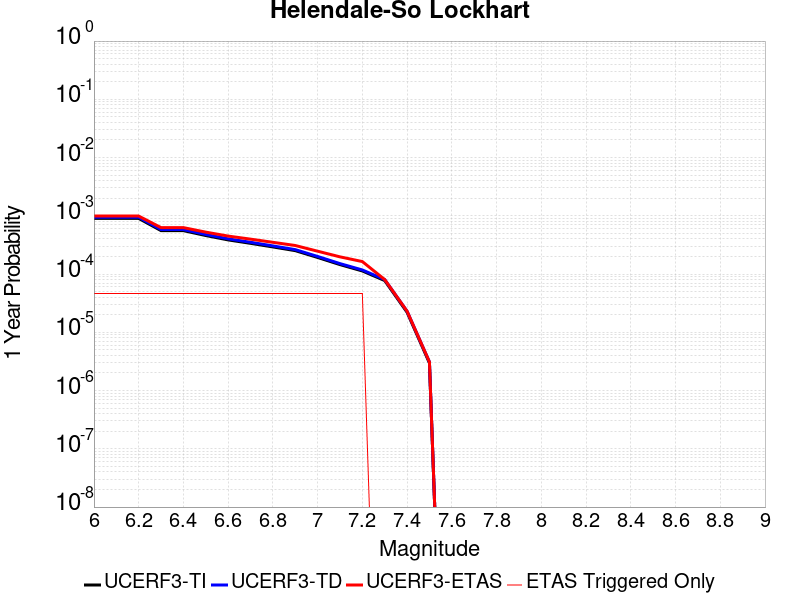 Helendale-So Lockhart
10^0
10^-1
10^-2
10^-3
10^-4
10^-5
10^-6
10^-7
10^-8
1 Year Probability
6 6.2 6.4 6.6 6.8 7 7.2 7.4 7.6 7.8 8 8.2 8.4 8.6 8.8 9
Magnitude
UCERF3-TI UCERF3-TD UCERF3-ETAS ETAS Triggered Only